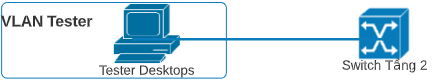 VLAN Tester
Tester Desktops
Switch Tầng 2